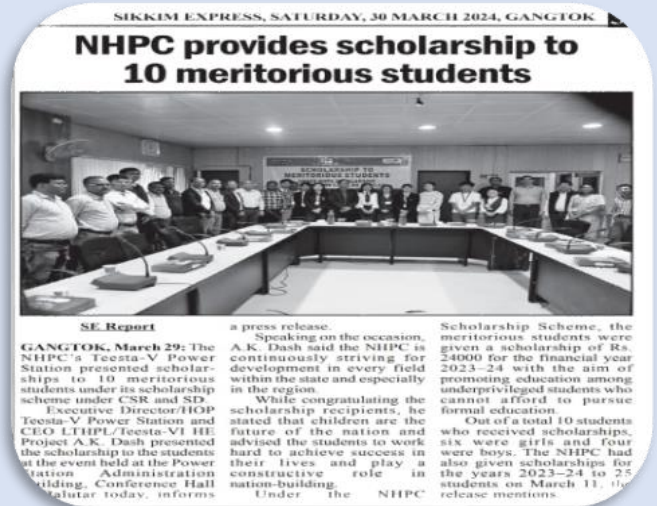 SIKKIM EXPRESS, SATURDAY, 30 MARCH 2024, GANGTOK
NHPC provides scholarship to
10 meritorious students
SCHOLARSHIP TO
MERITORIOUS STUDENTS
SE Report
GANGTOK, March 29: The
NHPC's Teesta-V Power
Station presented scholar-
ships to 10 meritorious
students under its scholarship
scheme under CSR and SD.
Executive Director/HOP
Teesta-V Power Station and
CEO LTHPL/Teesta-VI HE
Project A.K. Dash presented
the scholarship to the students
at the event held at the Power
Station Administration
Building, Conference Hall
Balutar today, informs
a press release.
Speaking on the occasion,
A.K. Dash said the NHPC is
continuously striving for
development in every field
within the state and especially
in the region.
While congratulating the
scholarship recipients, he
stated that children are the
future of the nation and
advised the students to work
hard to achieve success in
their lives and play a
constructive role in
nation-building.
Under the NHPC
Scholarship Scheme, the
meritorious students were
given a scholarship of Rs.
24000 for the financial year
2023-24 with the aim of
promoting education among
underprivileged students who
cannot afford to pursue
formal education.
Out of a total 10 students
who received scholarships,
six were girls and four
were boys. The NHPC had
also given scholarships for
the years 2023-24 to 25
students on March 11, the
release mentions.